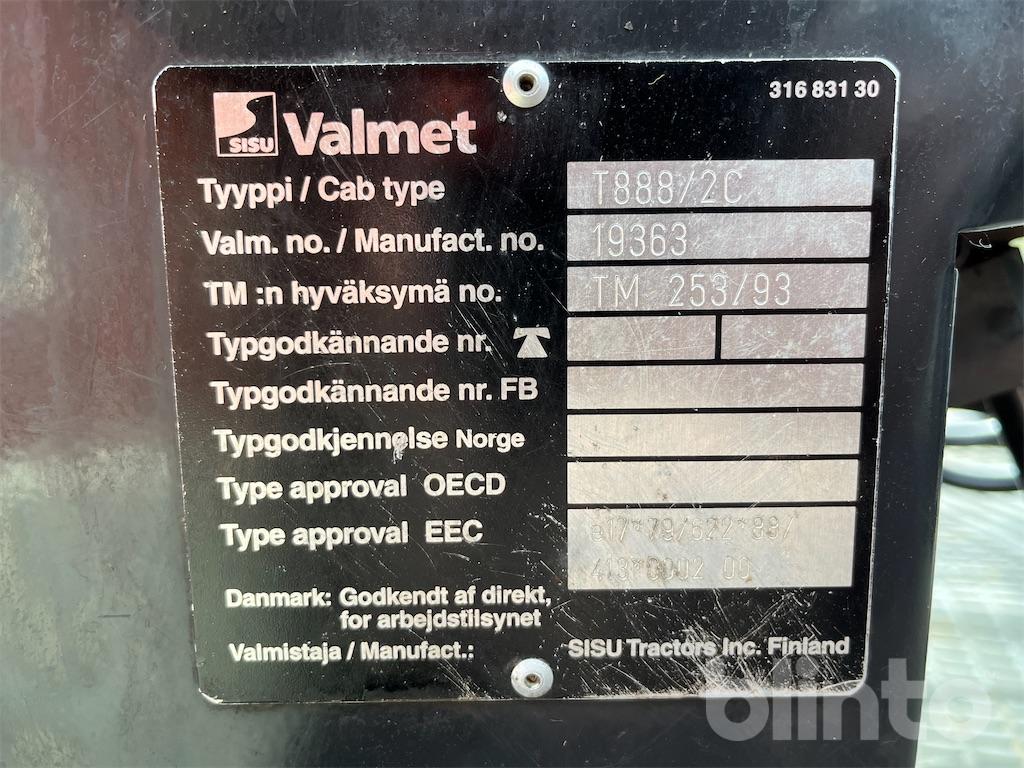 316 831 30
SISU Valmet
Tyyppi / Cab type T888/2C
Valm. no. / Manufact. no. 19363
TM :n hyväksymä no. TM 253/93
Typgodkännande nr.
Typgodkännande nr. FB
Typgodkjennelse Norge
Type approval OECD
Type approval EEC e17*79/622*88/
413*0002 00
Danmark: Godkendt af direkt,
for arbejdstilsynet
Valmistaja / Manufact.: SISU Tractors Inc. Finland
blinto